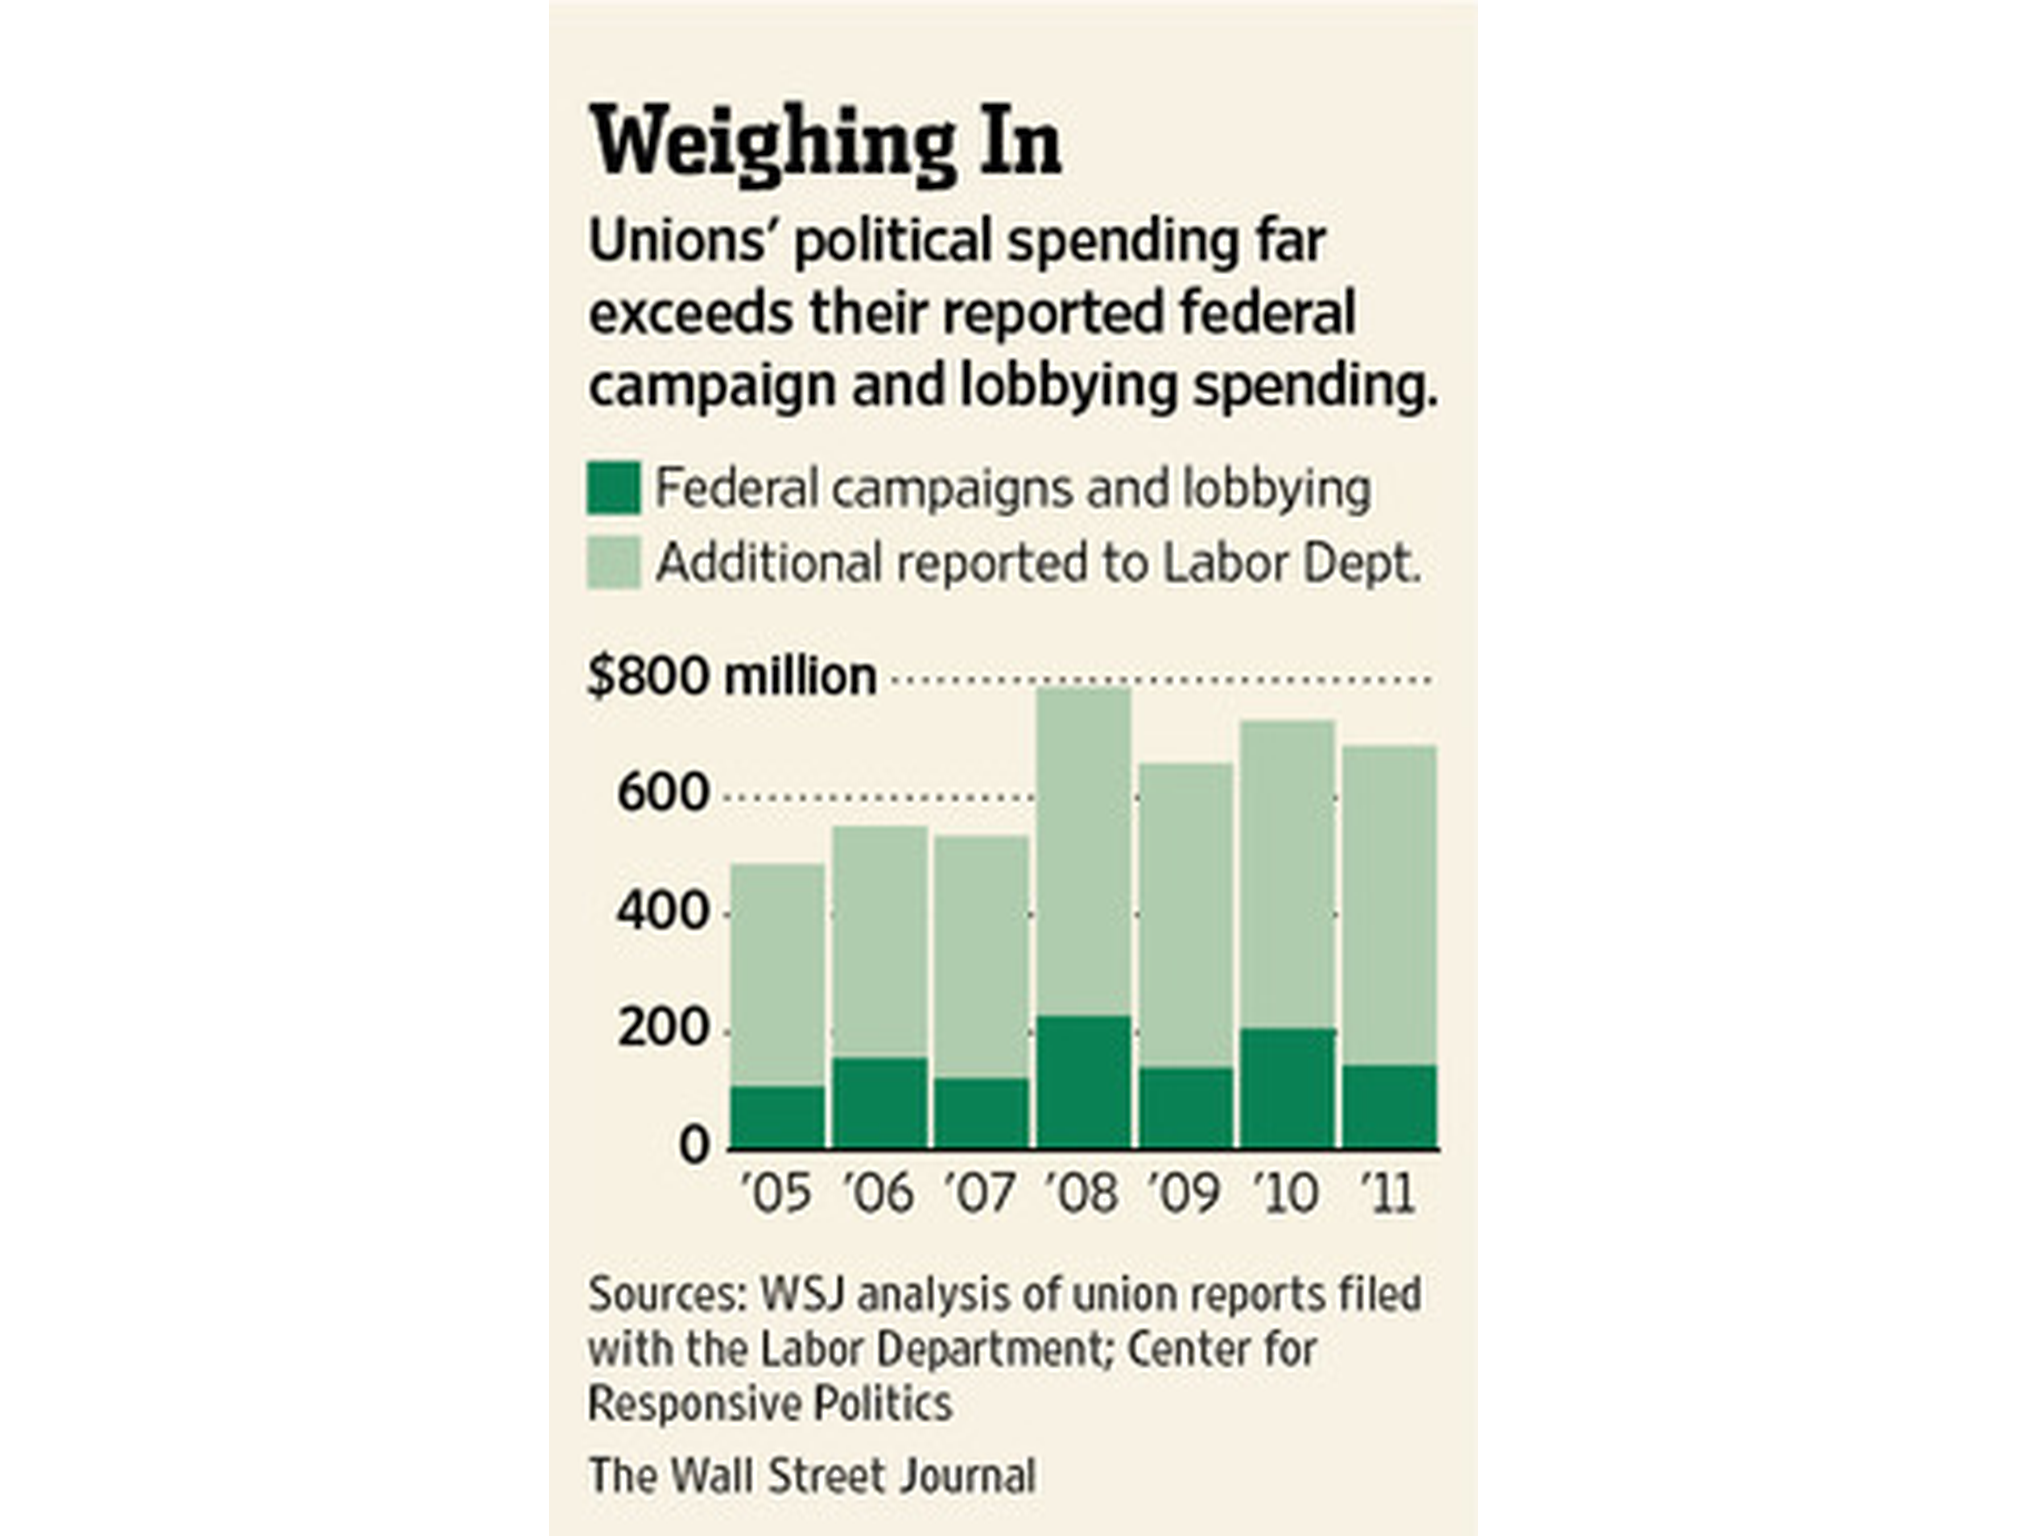 Weighing In
Unions’ political spending far
exceeds their reported federal
campaign and lobbying spending.
Federal campaigns and lobbying
Additional reported to Labor Dept.
$800 million
600
400
200
0
’05 ’06 ’07 ’08 ’09 ’10 ’11
Sources: WSJ analysis of union reports filed
with the Labor Department; Center for
Responsive Politics
The Wall Street Journal